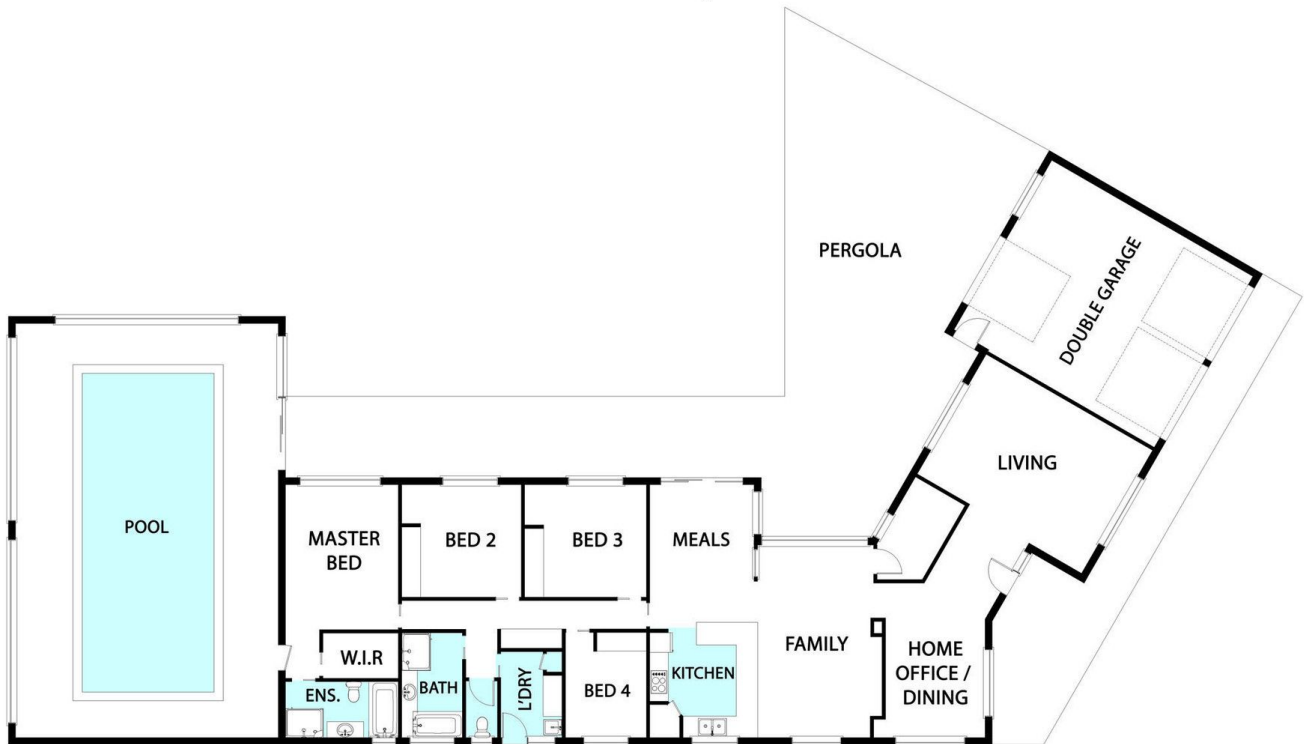 PERGOLA
DOUBLE GARAGE
LIVING
POOL
MASTER
BED
BED 2
BED 3
MEALS
W.I.R
ENS.
BATH
L'DRY
BED 4
KITCHEN
FAMILY
HOME
OFFICE /
DINING